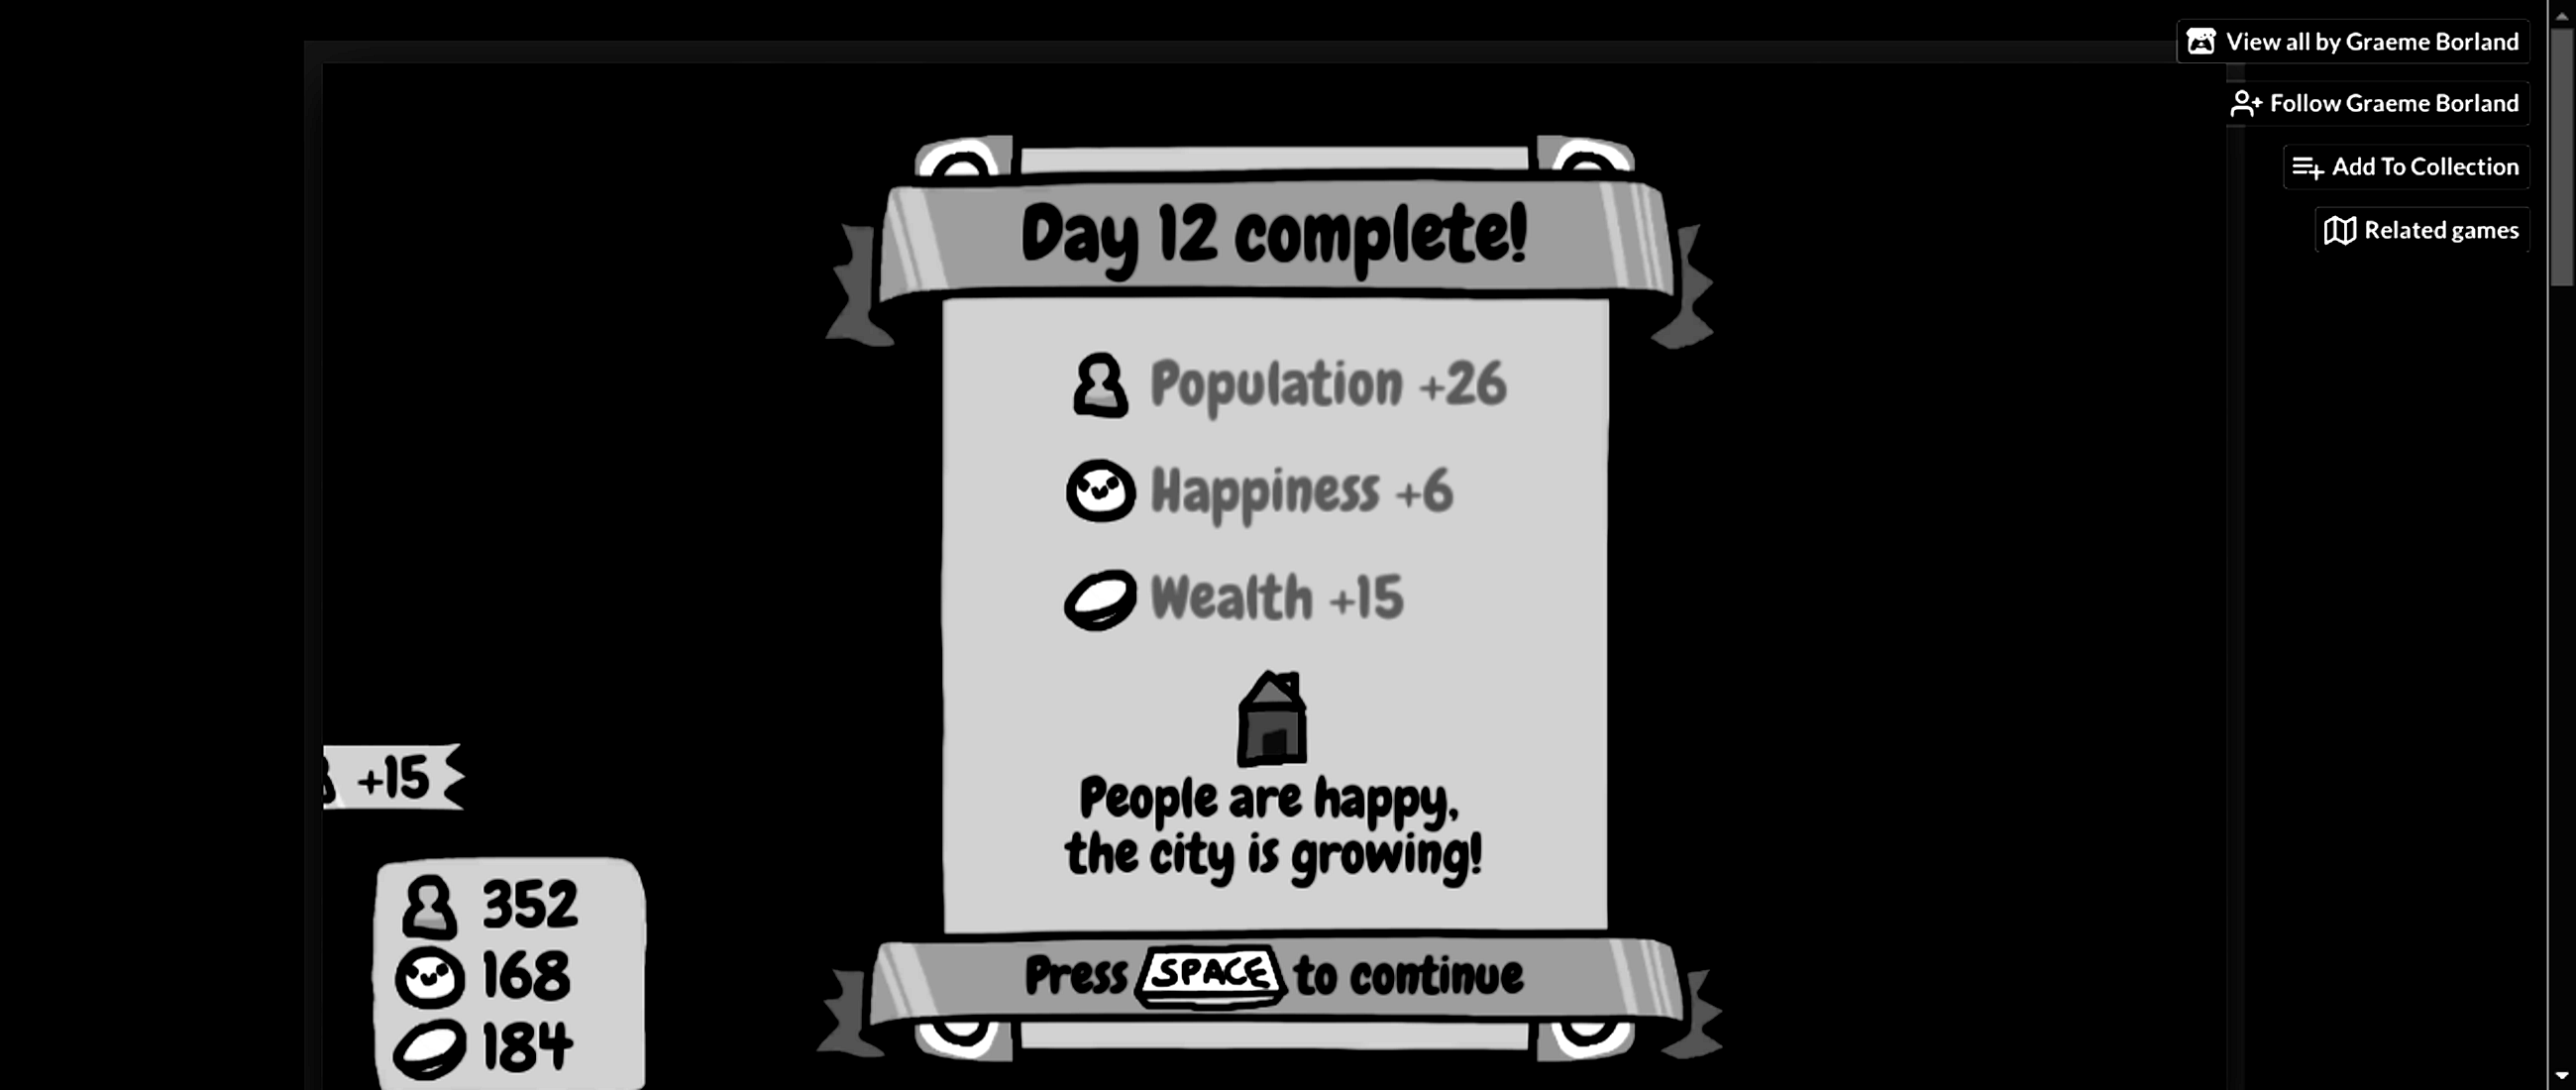 View all by Graeme Borland
Follow Graeme Borland
Add To Collection
Related games
Day 12 complete!
Population +26
Happiness +6
Wealth +15
People are happy,
the city is growing!
Press SPACE to continue
+15
352
168
184